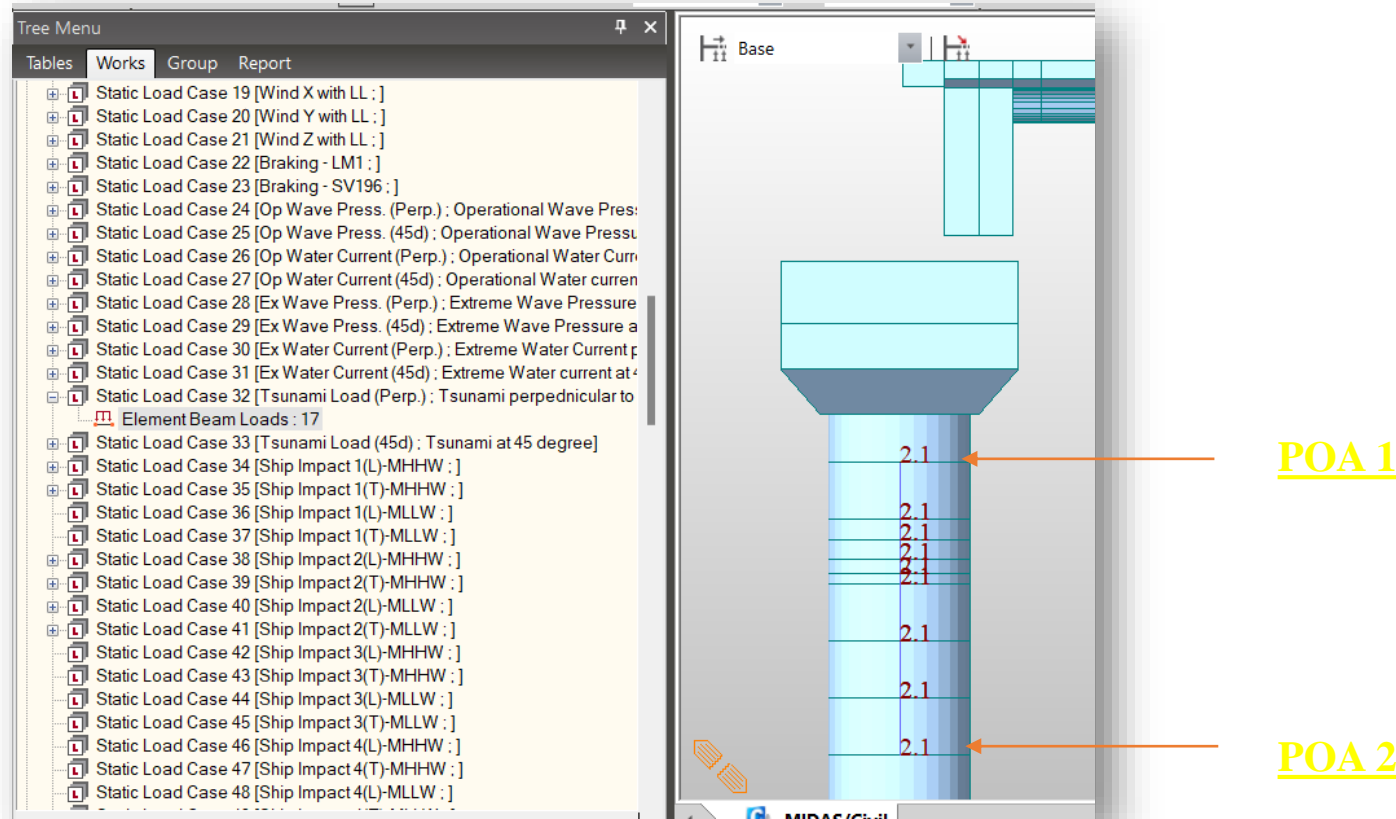 Tree Menu
Tables Works Group Report
Static Load Case 19 [Wind X with LL ; ]
Static Load Case 20 [Wind Y with LL ; ]
Static Load Case 21 [Wind Z with LL ; ]
Static Load Case 22 [Braking - LM1 ; ]
Static Load Case 23 [Braking - SV196 ; ]
Static Load Case 24 [Op Wave Press. (Perp.) ; Operational Wave Press
Static Load Case 25 [Op Wave Press. (45d) ; Operational Wave Pressu
Static Load Case 26 [Op Water Current (Perp.) ; Operational Water Curr
Static Load Case 27 [Op Water Current (45d) ; Operational Water curren
Static Load Case 28 [Ex Wave Press. (Perp.) ; Extreme Wave Pressure
Static Load Case 29 [Ex Wave Press. (45d) ; Extreme Wave Pressure a
Static Load Case 30 [Ex Water Current (Perp.) ; Extreme Water Current p
Static Load Case 31 [Ex Water Current (45d) ; Extreme Water current at
Static Load Case 32 [Tsunami Load (Perp.) ; Tsunami perpednicular to
Element Beam Loads : 17
Static Load Case 33 [Tsunami Load (45d) ; Tsunami at 45 degree]
Static Load Case 34 [Ship Impact 1(L)-MHHW ; ]
Static Load Case 35 [Ship Impact 1(T)-MHHW ; ]
Static Load Case 36 [Ship Impact 1(L)-MLLW ; ]
Static Load Case 37 [Ship Impact 1(T)-MLLW ; ]
Static Load Case 38 [Ship Impact 2(L)-MHHW ; ]
Static Load Case 39 [Ship Impact 2(T)-MHHW ; ]
Static Load Case 40 [Ship Impact 2(L)-MLLW ; ]
Static Load Case 41 [Ship Impact 2(T)-MLLW ; ]
Static Load Case 42 [Ship Impact 3(L)-MHHW ; ]
Static Load Case 43 [Ship Impact 3(T)-MHHW ; ]
Static Load Case 44 [Ship Impact 3(L)-MLLW ; ]
Static Load Case 45 [Ship Impact 3(T)-MLLW ; ]
Static Load Case 46 [Ship Impact 4(L)-MHHW ; ]
Static Load Case 47 [Ship Impact 4(T)-MHHW ; ]
Static Load Case 48 [Ship Impact 4(L)-MLLW ; ]
Base
2.1
2.1
2.1
2.1
2.1
2.1
2.1
2.1
2.1
POA 1
POA 2
MIDAS/Civil